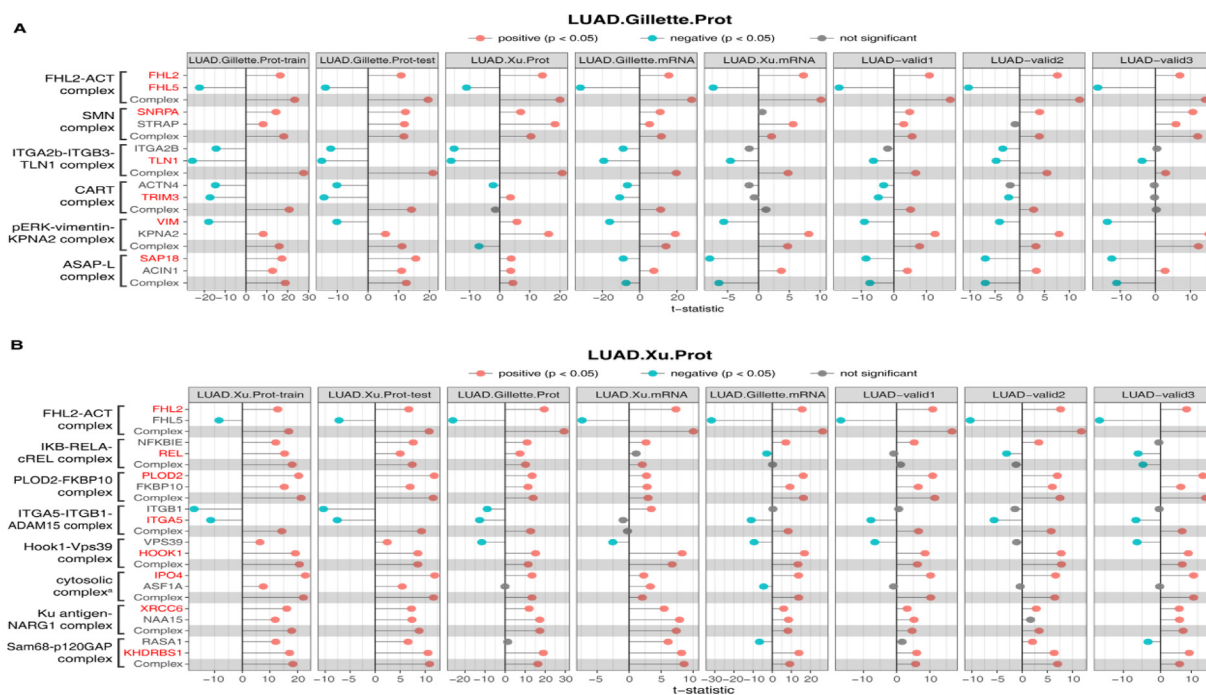 A
LUAD.Gillette.Prot
positive (p < 0.05) negative (p < 0.05) not significant
LUAD.Gillette.Prot-train LUAD.Gillette.Prot-test LUAD.Xu.Prot LUAD.Gillette.mRNA LUAD.Xu.mRNA LUAD-valid1 LUAD-valid2 LUAD-valid3
FHL2-ACT complex
FHL2
FHL5
Complex
SMN complex
SNRPA
STRAP
Complex
ITGA2b-ITGB3-
TLN1 complex
ITGA2B
TLN1
Complex
CART complex
ACTN4
TRIM3
Complex
pERK-vimentin-
KPNA2 complex
VIM
KPNA2
Complex
ASAP-L complex
SAP18
ACIN1
Complex
-20 -10 0 10 20 30 -10 0 10 20 -10 0 10 20 -20 0 20 -5 0 5 10 -10 0 10 -10 -5 0 5 10 -15 -10 -5 0 5 10
t-statistic
B
LUAD.Xu.Prot
positive (p < 0.05) negative (p < 0.05) not significant
LUAD.Xu.Prot-train LUAD.Xu.Prot-test LUAD.Gillette.Prot LUAD.Xu.mRNA LUAD.Gillette.mRNA LUAD-valid1 LUAD-valid2 LUAD-valid3
FHL2-ACT complex
FHL2
FHL5
Complex
IKB-RELA-
cREL complex
NFKBIE
REL
Complex
PLOD2-FKBP10
complex
PLOD2
FKBP10
Complex
ITGA5-ITGB1-
ADAM15 complex
ITGB1
ITGA5
Complex
Hook1-Vps39
complex
VPS39
HOOK1
Complex
cytosolic
complexᵃ
IPO4
ASF1A
Complex
Ku antigen-
NARG1 complex
XRCC6
NAA15
Complex
Sam68-p120GAP
complex
RASA1
KHDRBS1
Complex
-10 0 10 20 -10 -5 0 5 10 -20 -10 0 10 20 30 -5 0 5 10 -30 -20 -10 0 10 20 -10 0 10 -10 -5 0 5 10 -15 -10 -5 0 5 10
t-statistic